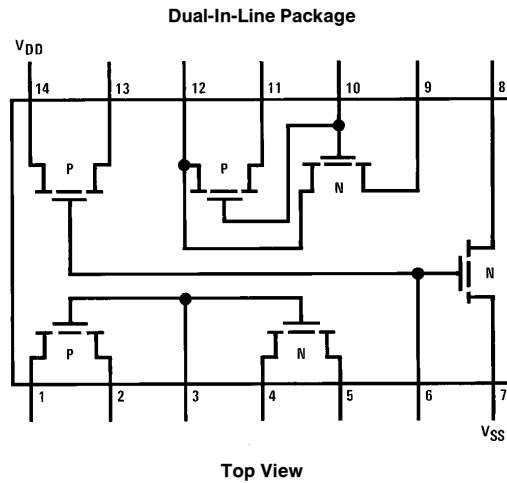 Dual-In-Line Package
VDD
14 13 12 11 10 9 8
P P N
N
P N
1 2 3 4 5 6 7
VSS
Top View